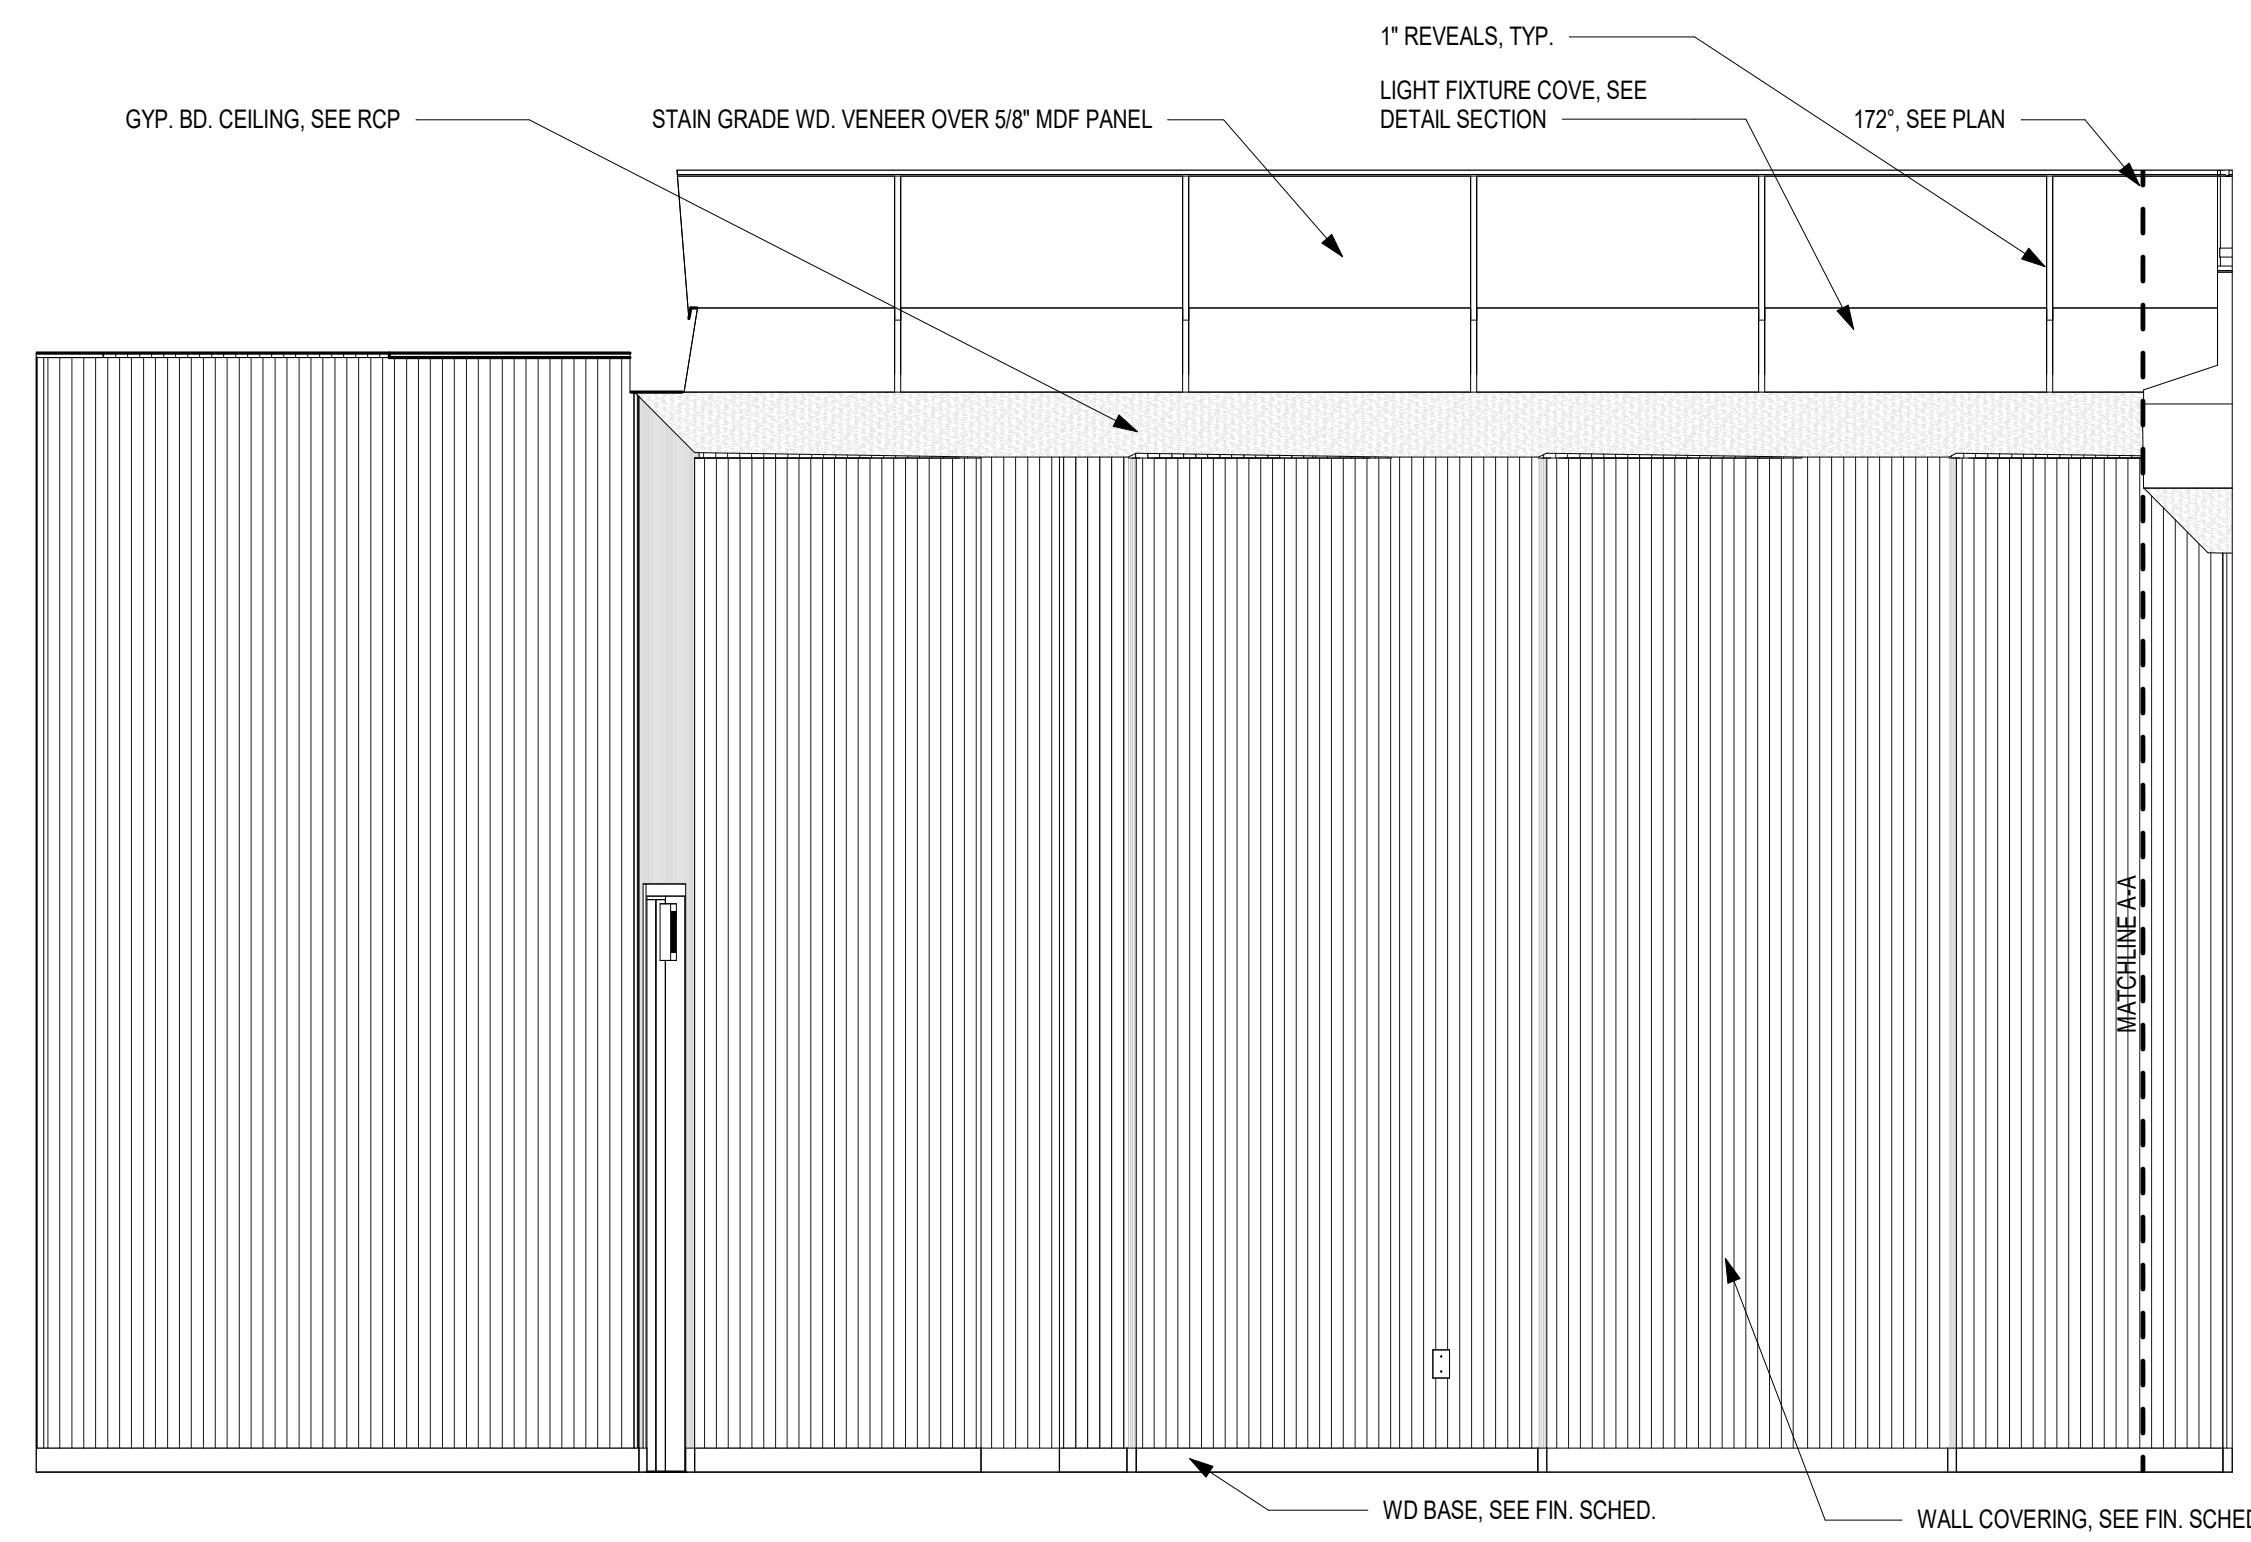 1" REVEALS, TYP.
LIGHT FIXTURE COVE, SEE
DETAIL SECTION
GYP. BD. CEILING, SEE RCP
STAIN GRADE WD. VENEER OVER 5/8" MDF PANEL
172°, SEE PLAN
MATCHLINE A-A
WD BASE, SEE FIN. SCHED.
WALL COVERING, SEE FIN. SCHED